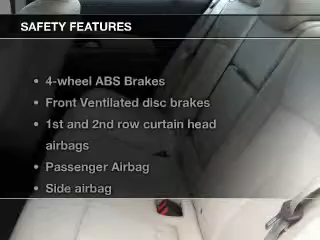 SAFETY FEATURES
• 4-wheel ABS Brakes
• Front Ventilated disc brakes
• 1st and 2nd row curtain head
airbags
• Passenger Airbag
• Side airbag